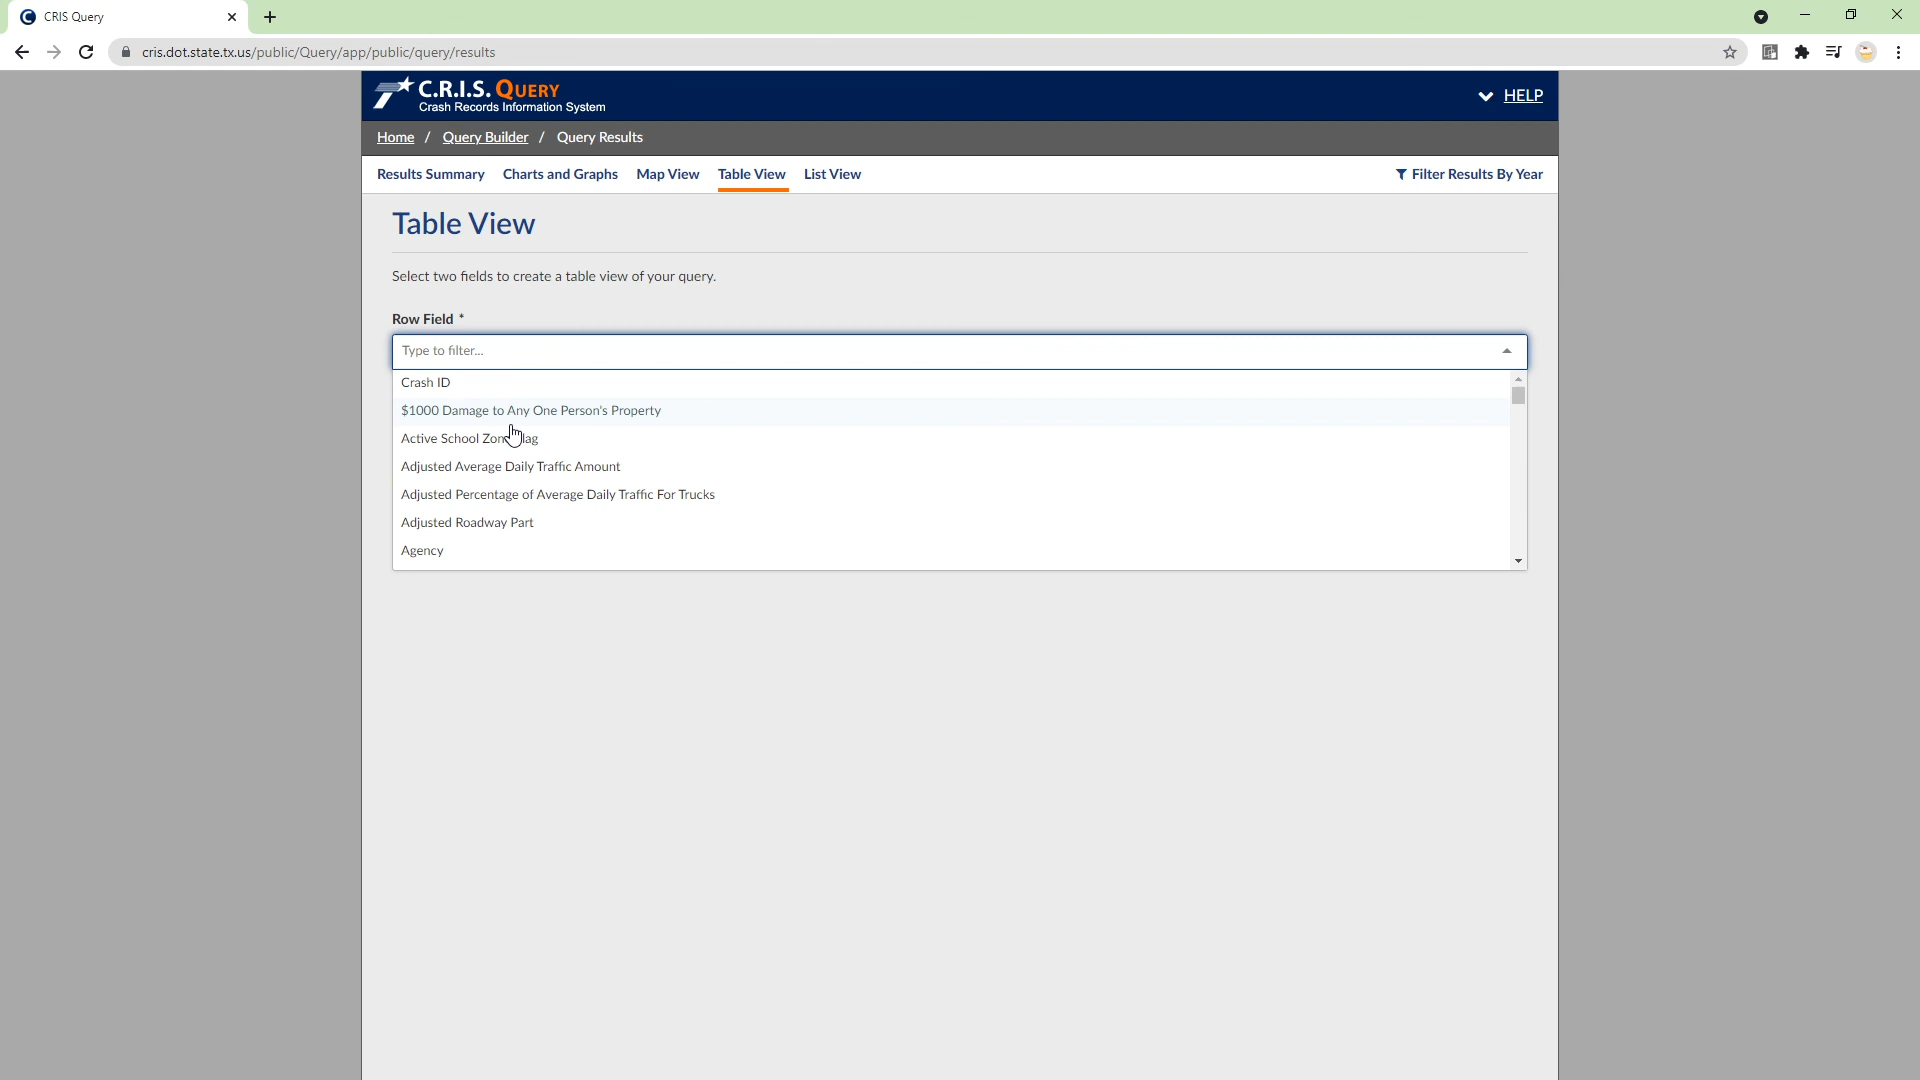 CRIS Query
cris.dot.state.tx.us/public/Query/app/public/query/results
C.R.I.S. QUERY
Crash Records Information System
HELP
Home / Query Builder / Query Results
Results Summary Charts and Graphs Map View Table View List View Filter Results By Year
Table View
Select two fields to create a table view of your query.
Row Field *
Type to filter...
Crash ID
$1000 Damage to Any One Person's Property
Active School Zon lag
Adjusted Average Daily Traffic Amount
Adjusted Percentage of Average Daily Traffic For Trucks
Adjusted Roadway Part
Agency